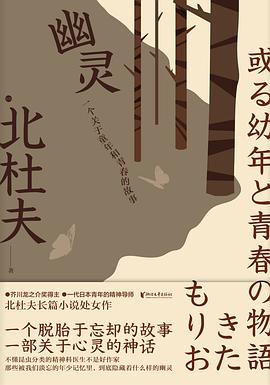 幽灵
一个关于童年和青春的故事
·北杜夫
著
或る幼年と青春の物語
きた
もりお
●芥川龙之介奖得主 ●一代日本青年的精神导师
浙江文艺出版社
北杜夫长篇小说处女作
一个脱胎于忘却的故事
一部关于心灵的神话
不懂昆虫分类的精神科医生不是好作家
那些被我们淡忘的年少记忆里，到底隐藏着什么样的幽灵